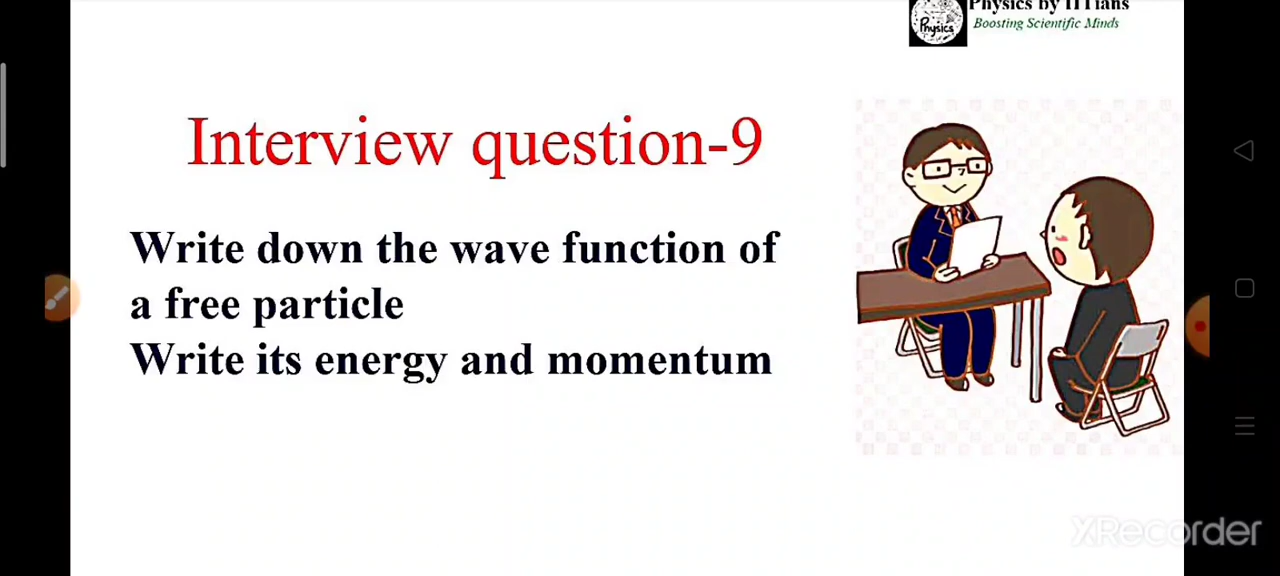 Physics by IITians
Boosting Scientific Minds
Physics
Interview question-9
Write down the wave function of
a free particle
Write its energy and momentum
XRecorder